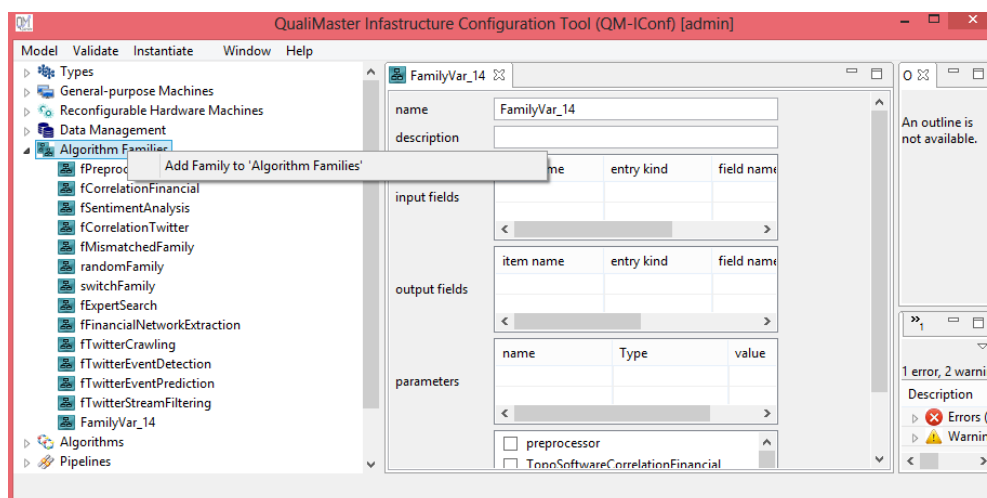 QualiMaster Infastructure Configuration Tool (QM-IConf) [admin]
Model Validate Instantiate Window Help
Types
General-purpose Machines
Reconfigurable Hardware Machines
Data Management
Algorithm Families
Add Family to 'Algorithm Families'
fCorrelationFinancial
fSentimentAnalysis
fCorrelationTwitter
fMismatchedFamily
randomFamily
switchFamily
fExpertSearch
fFinancialNetworkExtraction
fTwitterCrawling
fTwitterEventDetection
fTwitterEventPrediction
fTwitterStreamFiltering
FamilyVar_14
Algorithms
Pipelines
FamilyVar_14
name FamilyVar_14
description
input fields
entry kind field name
output fields
item name entry kind field name
parameters
name Type value
preprocessor
TopoSoftwareCorrelationFinancial
O
An outline is
not available.
1
1 error, 2 warni
Description
Errors (
Warnin